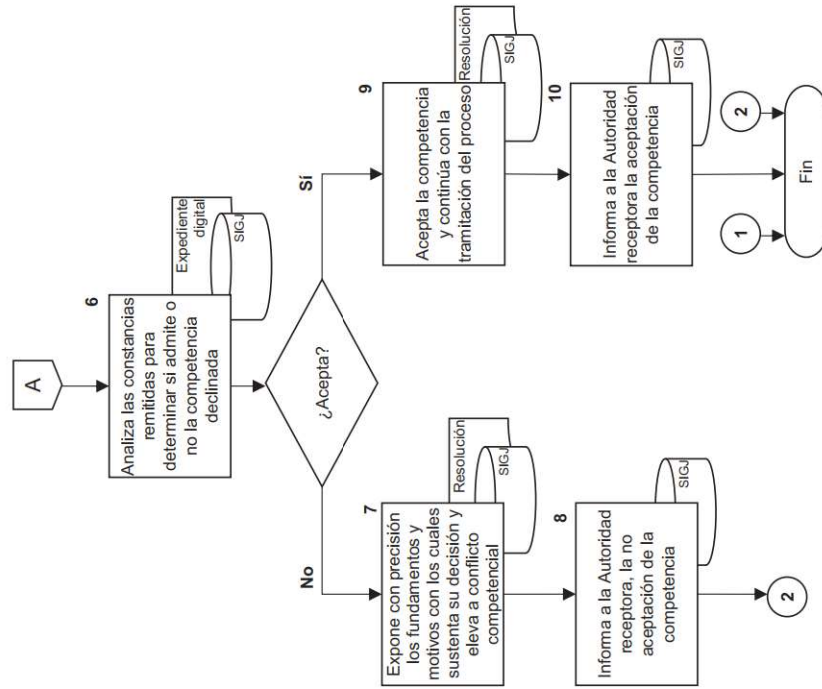 A
6
Analiza las constancias
remitidas para
determinar si admite o
no la competencia
declinada
Expediente
digital
SIGJ
¿Acepta?
No
Sí
7
Expone con precisión
los fundamentos y
motivos con los cuales
sustenta su decisión y
eleva a conflicto
competencial
Resolución
SIGJ
8
Informa a la Autoridad
receptora, la no
aceptación de la
competencia
SIGJ
2
9
Acepta la competencia
y continúa con la
tramitación del proceso
Resolución
SIGJ
10
Informa a la Autoridad
receptora la aceptación
de la competencia
SIGJ
1
2
Fin